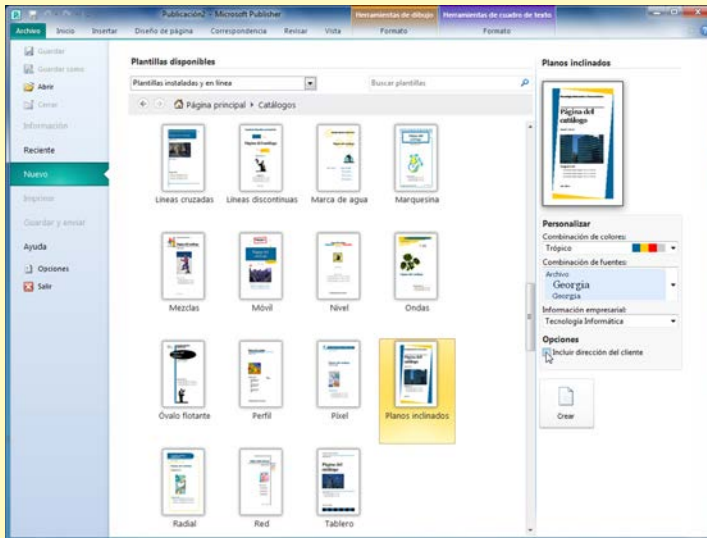 Publicación2 - Microsoft Publisher
Herramientas de dibujo
Herramientas de cuadro de texto
Archivo
Inicio
Insertar
Diseño de página
Correspondencia
Revisar
Vista
Formato
Formato
Guardar
Guardar como
Abrir
Cerrar
Información
Reciente
Nuevo
Imprimir
Guardar y enviar
Ayuda
Opciones
Salir
Plantillas disponibles
Plantillas instaladas y en línea
Buscar plantillas
Página principal ▸ Catálogos
Líneas cruzadas
Líneas discontinuas
Marca de agua
Marquesina
Mezclas
Móvil
Nivel
Ondas
Óvalo flotante
Perfil
Píxel
Planos inclinados
Radial
Red
Tablero
Planos inclinados
Página del
catálogo
Personalizar
Combinación de colores:
Trópico
Combinación de fuentes:
Archivo
Georgia
Georgia
Información empresarial:
Tecnología Informática
Opciones
Incluir dirección del cliente
Crear